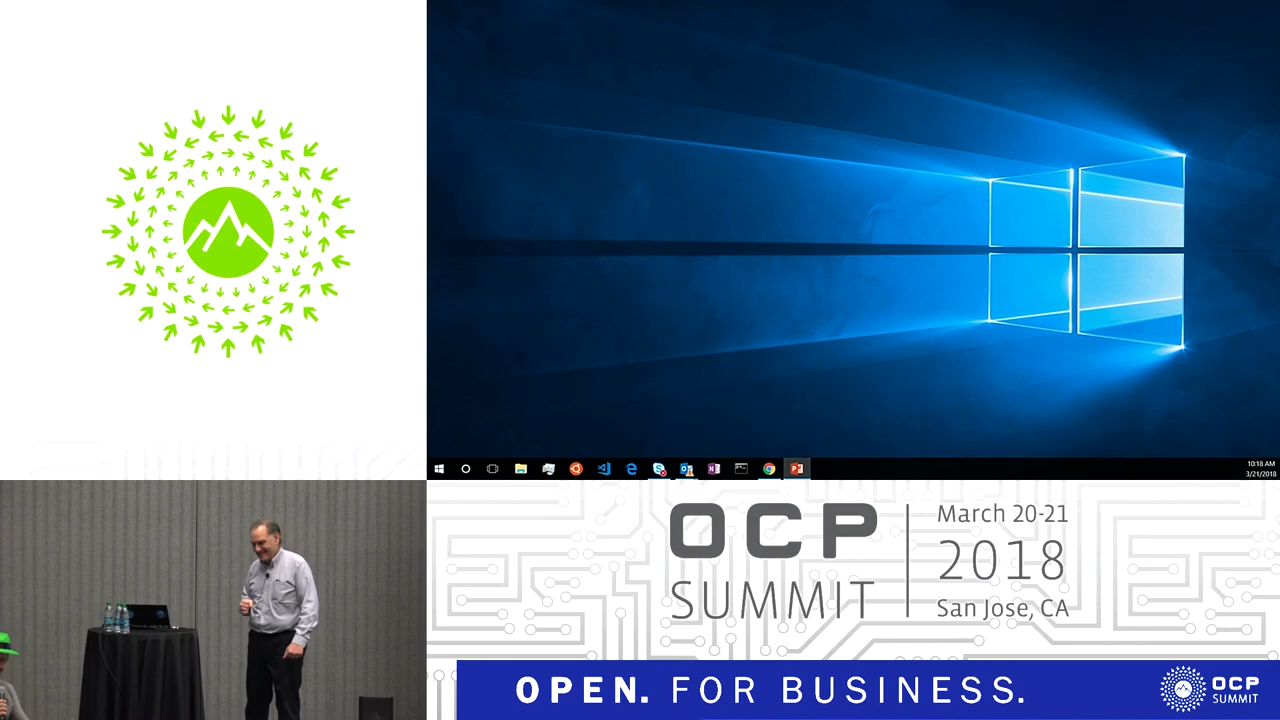 10:18 AM
3/21/2018
OCP
SUMMIT
March 20-21
2018
San Jose, CA
OPEN. FOR BUSINESS.
OCP
SUMMIT